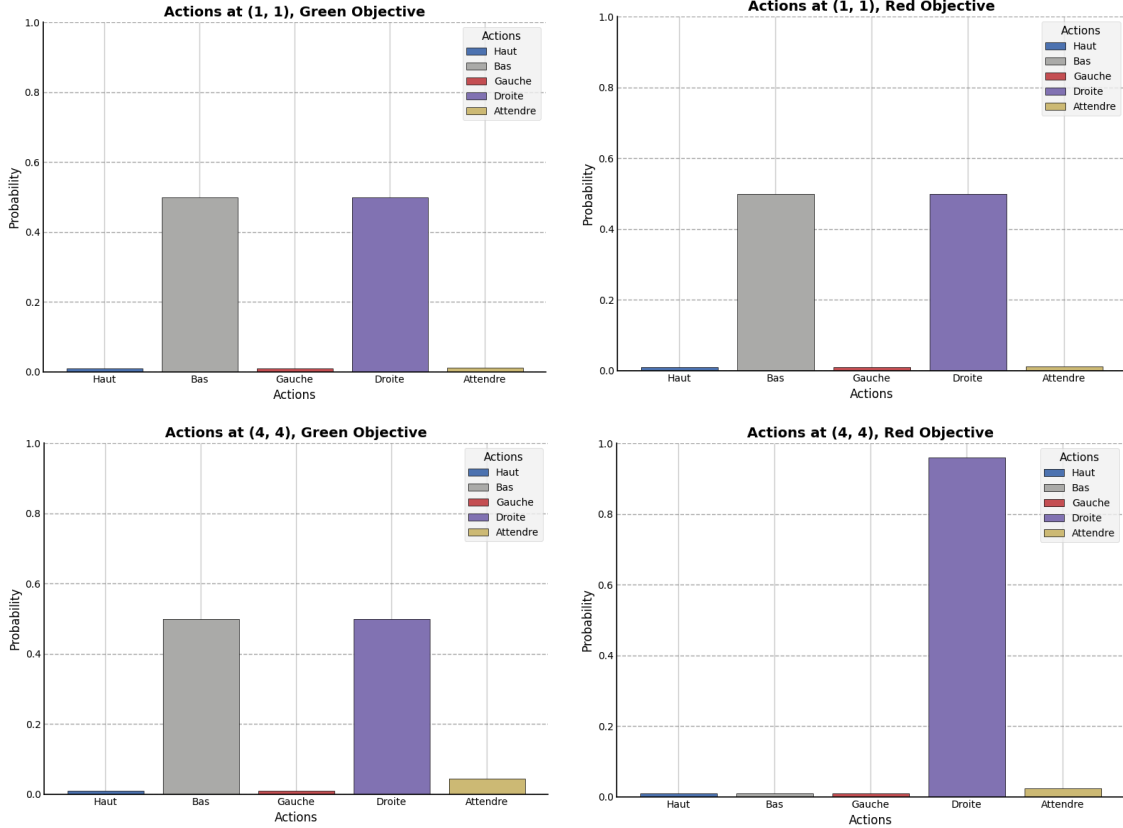 Actions at (1, 1), Green Objective
1.0
0.8
0.6
0.4
0.2
0.0
Probability
Actions
Haut
Bas
Gauche
Droite
Attendre
Haut Bas Gauche Droite Attendre
Actions
Actions at (1, 1), Red Objective
1.0
0.8
0.6
0.4
0.2
0.0
Probability
Actions
Haut
Bas
Gauche
Droite
Attendre
Haut Bas Gauche Droite Attendre
Actions
Actions at (4, 4), Green Objective
1.0
0.8
0.6
0.4
0.2
0.0
Probability
Actions
Haut
Bas
Gauche
Droite
Attendre
Haut Bas Gauche Droite Attendre
Actions
Actions at (4, 4), Red Objective
1.0
0.8
0.6
0.4
0.2
0.0
Probability
Actions
Haut
Bas
Gauche
Droite
Attendre
Haut Bas Gauche Droite Attendre
Actions